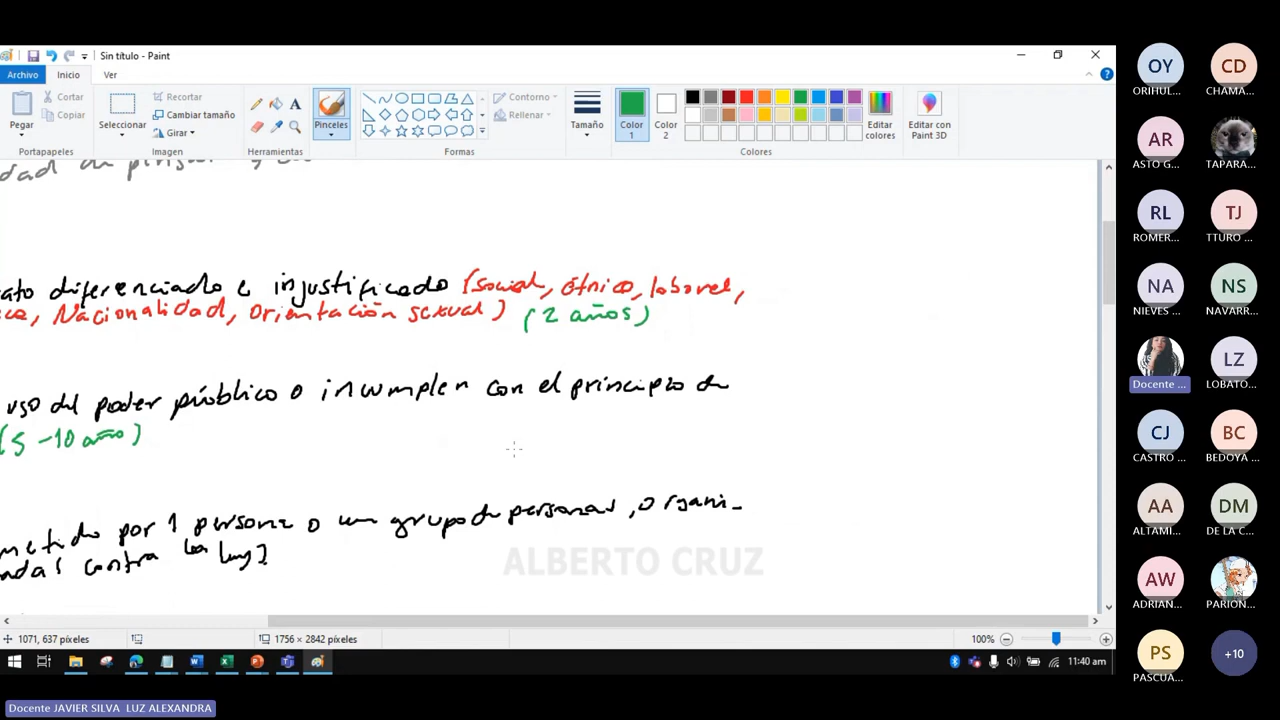 Sin título - Paint
Archivo
Inicio
Ver
Pegar
Cortar
Copiar
Portapapeles
Seleccionar
Recortar
Cambiar tamaño
Girar
Imagen
Herramientas
Pinceles
Contorno
Rellenar
Formas
Tamaño
Color 1
Color 2
Editar colores
Editar con Paint 3D
Colores
ato diferenciado e injustificado (social, étnico, laboral,
Nacionalidad, orientación sexual) (2 años)
uso del poder público o incumplen con el principio de
(5 -10 año)
metido por 1 persona o un grupo de personas, organi-
adas contra la ley
ALBERTO CRUZ
1071, 637 píxeles
1756 × 2842 píxeles
100%
11:40 am
OY
ORIHUL...
CD
CHAMA...
AR
ASTO G...
TAPARA...
RL
ROMER...
TJ
TTURO ...
NA
NIEVES ...
NS
NAVARR...
Docente ...
LZ
LOBATO...
CJ
CASTRO ...
BC
BEDOYA ...
AA
ALTAMI...
DM
DE LA C...
AW
ADRIAN...
PARION...
PS
PASCUA...
+10
Docente JAVIER SILVA LUZ ALEXANDRA